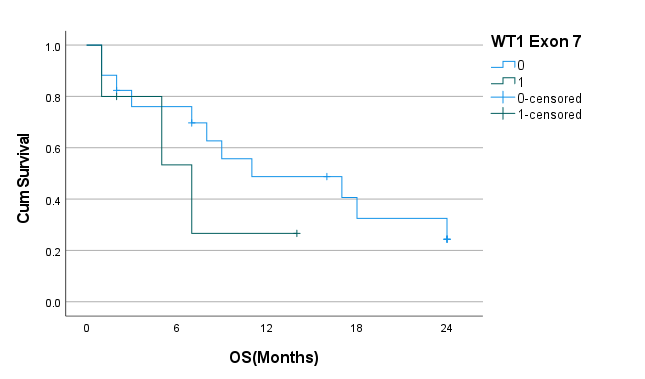 WT1 Exon 7
0
1
0-censored
1-censored
Cum Survival
1.0
0.8
0.6
0.4
0.2
0.0
0 6 12 18 24
OS(Months)